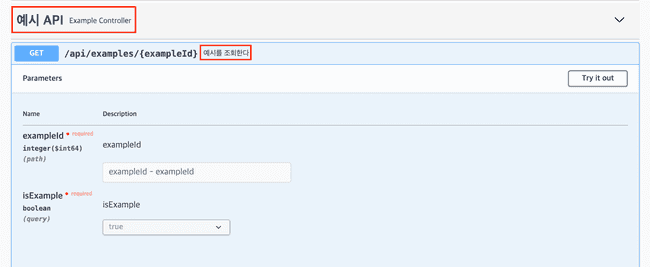 예시 API Example Controller
GET /api/examples/{exampleId} 예시를 조회한다
Parameters Try it out
Name Description
exampleId * required exampleId
integer($int64)
(path)
exampleId - exampleId
isExample * required isExample
boolean
(query)
true